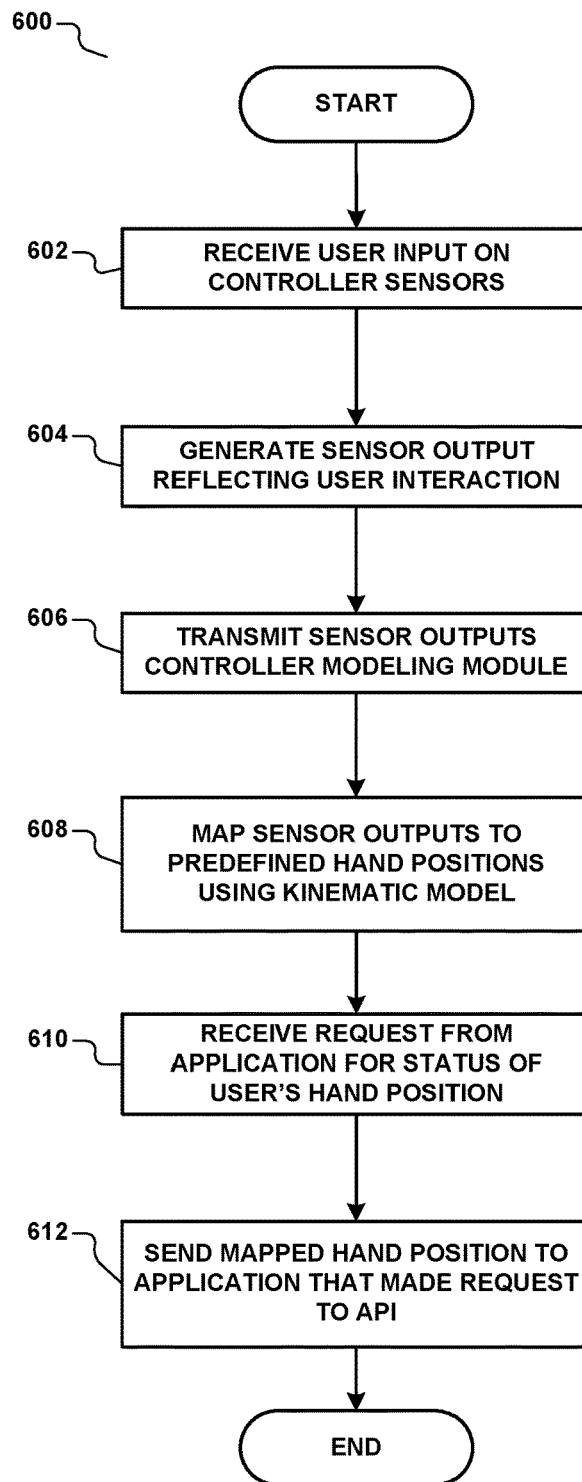 600
START
602
RECEIVE USER INPUT ON
CONTROLLER SENSORS
604
GENERATE SENSOR OUTPUT
REFLECTING USER INTERACTION
606
TRANSMIT SENSOR OUTPUTS
CONTROLLER MODELING MODULE
608
MAP SENSOR OUTPUTS TO
PREDEFINED HAND POSITIONS
USING KINEMATIC MODEL
610
RECEIVE REQUEST FROM
APPLICATION FOR STATUS OF
USER'S HAND POSITION
612
SEND MAPPED HAND POSITION TO
APPLICATION THAT MADE REQUEST
TO API
END